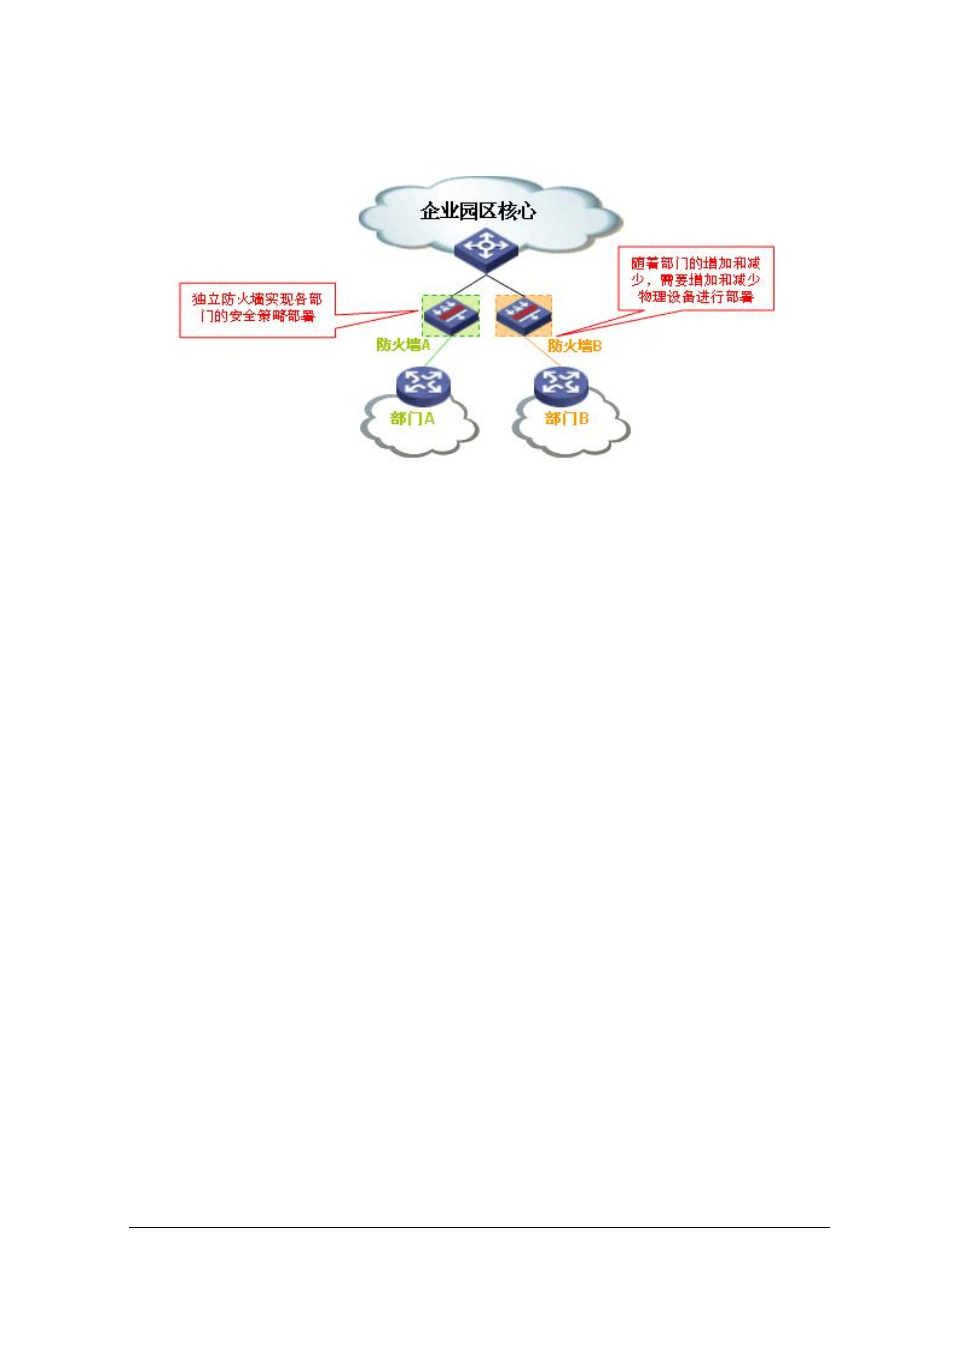 企业园区核心
独立防火墙实现各部
门的安全策略部署
随着部门的增加和减
少，需要增加和减少
物理设备进行部署
防火墙A
防火墙B
部门A
部门B